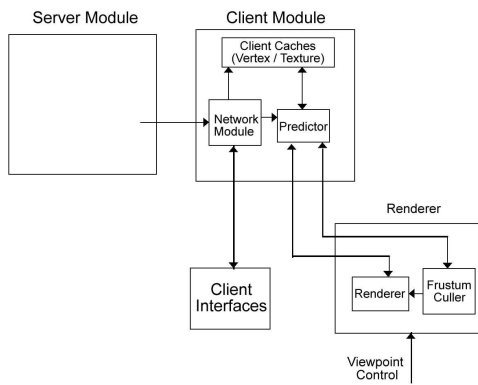 Server Module
Client Module
Client Caches
(Vertex / Texture)
Network
Module
Predictor
Renderer
Client
Interfaces
Renderer
Frustum
Culler
Viewpoint
Control